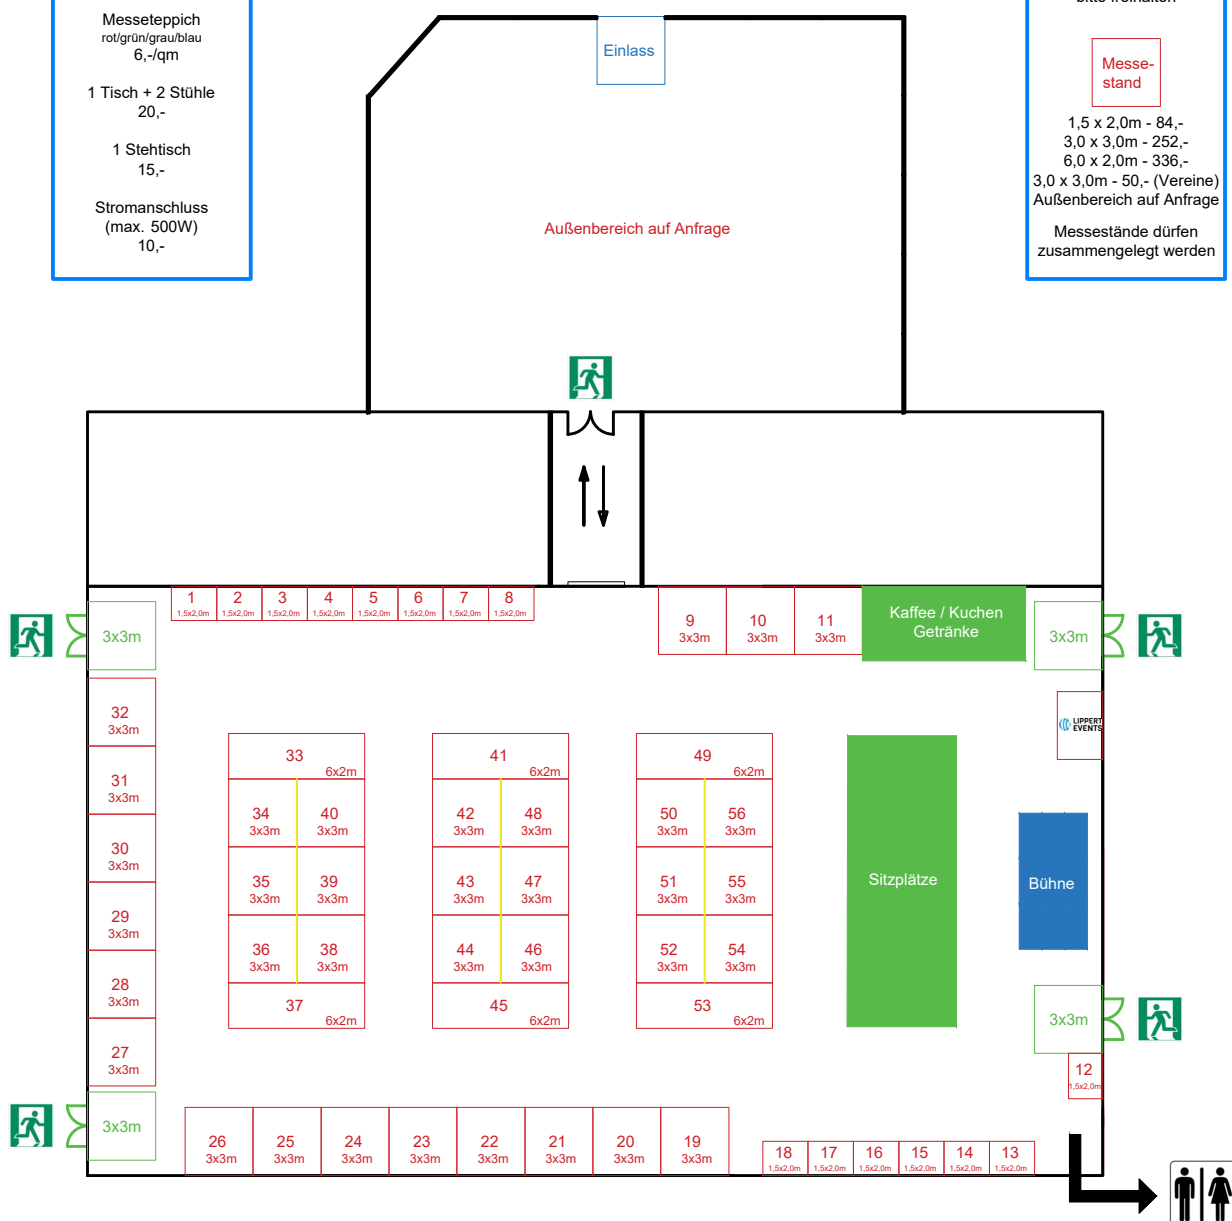 Messeteppich
rot/grün/grau/blau
6,-/qm
1 Tisch + 2 Stühle
20,-
1 Stehtisch
15,-
Stromanschluss
(max. 500W)
10,-
Einlass
Außenbereich auf Anfrage
bitte freihalten
Messe-
stand
1,5 x 2,0m - 84,-
3,0 x 3,0m - 252,-
6,0 x 2,0m - 336,-
3,0 x 3,0m - 50,- (Vereine)
Außenbereich auf Anfrage
Messestände dürfen
zusammengelegt werden
1 2 3 4 5 6 7 8
1,5x2,0m 1,5x2,0m 1,5x2,0m 1,5x2,0m 1,5x2,0m 1,5x2,0m 1,5x2,0m 1,5x2,0m
9 10 11
3x3m 3x3m 3x3m
Kaffee / Kuchen
Getränke
3x3m
3x3m
LIPPERT
EVENTS
32
3x3m
31
3x3m
30
3x3m
29
3x3m
28
3x3m
27
3x3m
3x3m
33
6x2m
34 40
3x3m 3x3m
35 39
3x3m 3x3m
36 38
3x3m 3x3m
37
6x2m
41
6x2m
42 48
3x3m 3x3m
43 47
3x3m 3x3m
44 46
3x3m 3x3m
45
6x2m
49
6x2m
50 56
3x3m 3x3m
51 55
3x3m 3x3m
52 54
3x3m 3x3m
53
6x2m
Sitzplätze
Bühne
3x3m
12
1,5x2,0m
26 25 24 23 22 21 20 19
3x3m 3x3m 3x3m 3x3m 3x3m 3x3m 3x3m 3x3m
18 17 16 15 14 13
1,5x2,0m 1,5x2,0m 1,5x2,0m 1,5x2,0m 1,5x2,0m 1,5x2,0m